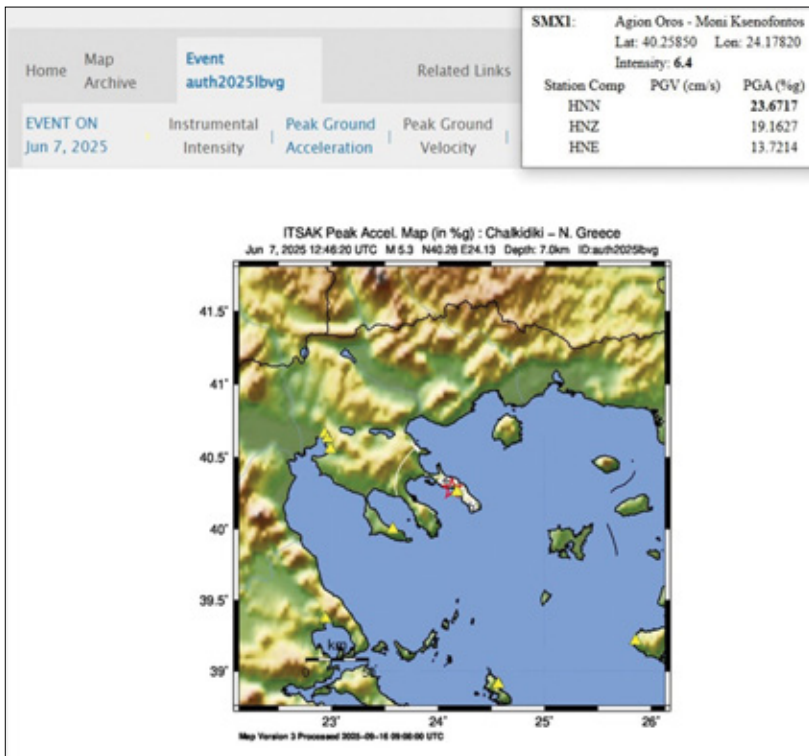 Home
Map
Archive
Event
auth2025lbvg
Related Links
EVENT ON
Jun 7, 2025
Instrumental
Intensity
|
Peak Ground
Acceleration
|
Peak Ground
Velocity
|
SMX1: Agion Oros - Moni Ksenofontos
Lat: 40.25850 Lon: 24.17820
Intensity: 6.4
Station Comp PGV (cm/s) PGA (%g)
HNN 23.6717
HNZ 19.1627
HNE 13.7214
ITSAK Peak Accel. Map (in %g) : Chalkidiki – N. Greece
Jun 7, 2025 12:46:20 UTC M 5.3 N40.28 E24.13 Depth: 7.0km ID:auth2025lbvg
41.5˚
41˚
40.5˚
40˚
39.5˚
39˚
km
0 50
23˚ 24˚ 25˚ 26˚